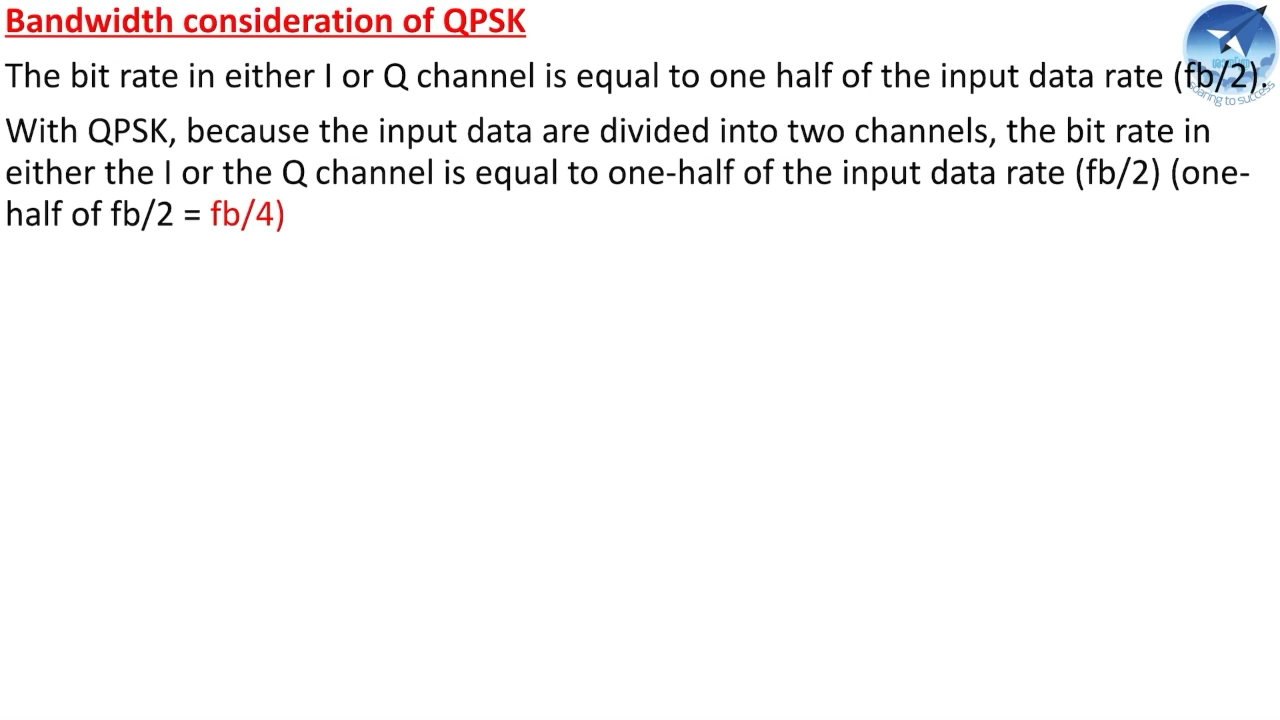 Bandwidth consideration of QPSK
The bit rate in either I or Q channel is equal to one half of the input data rate (fb/2).
With QPSK, because the input data are divided into two channels, the bit rate in
either the I or the Q channel is equal to one-half of the input data rate (fb/2) (one-
half of fb/2 = fb/4)
soaring to success